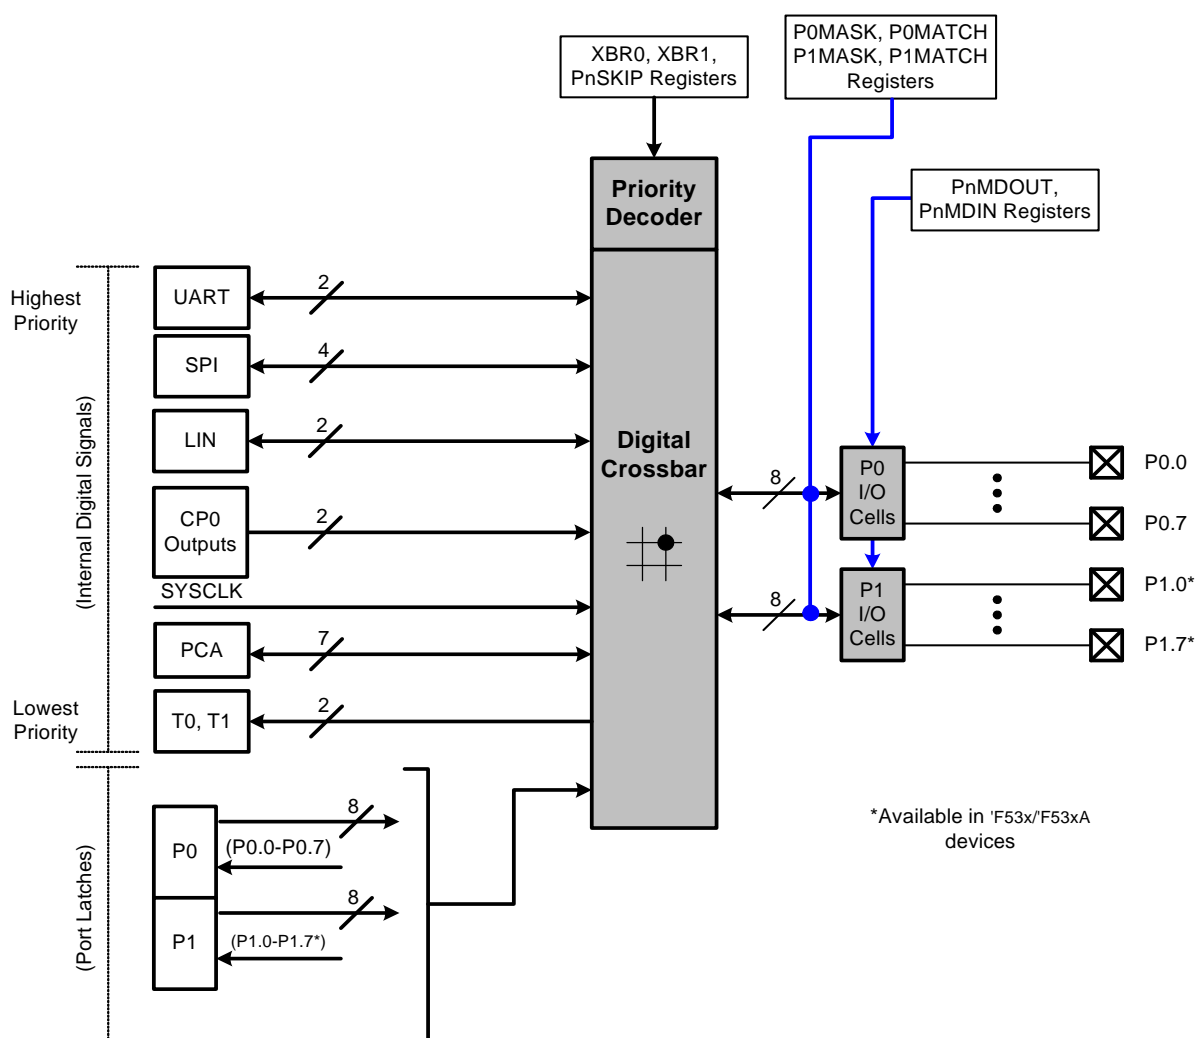 XBR0, XBR1,
PnSKIP Registers
P0MASK, P0MATCH
P1MASK, P1MATCH
Registers
PnMDOUT,
PnMDIN Registers
Priority
Decoder
Digital
Crossbar
Highest
Priority
(Internal Digital Signals)
Lowest
Priority
UART
2
SPI
4
LIN
2
CP0
Outputs
2
SYSCLK
PCA
7
T0, T1
2
(Port Latches)
P0
8
(P0.0-P0.7)
P1
8
(P1.0-P1.7*)
8
P0
I/O
Cells
P0.0
P0.7
8
P1
I/O
Cells
P1.0*
P1.7*
*Available in 'F53x/'F53xA
devices